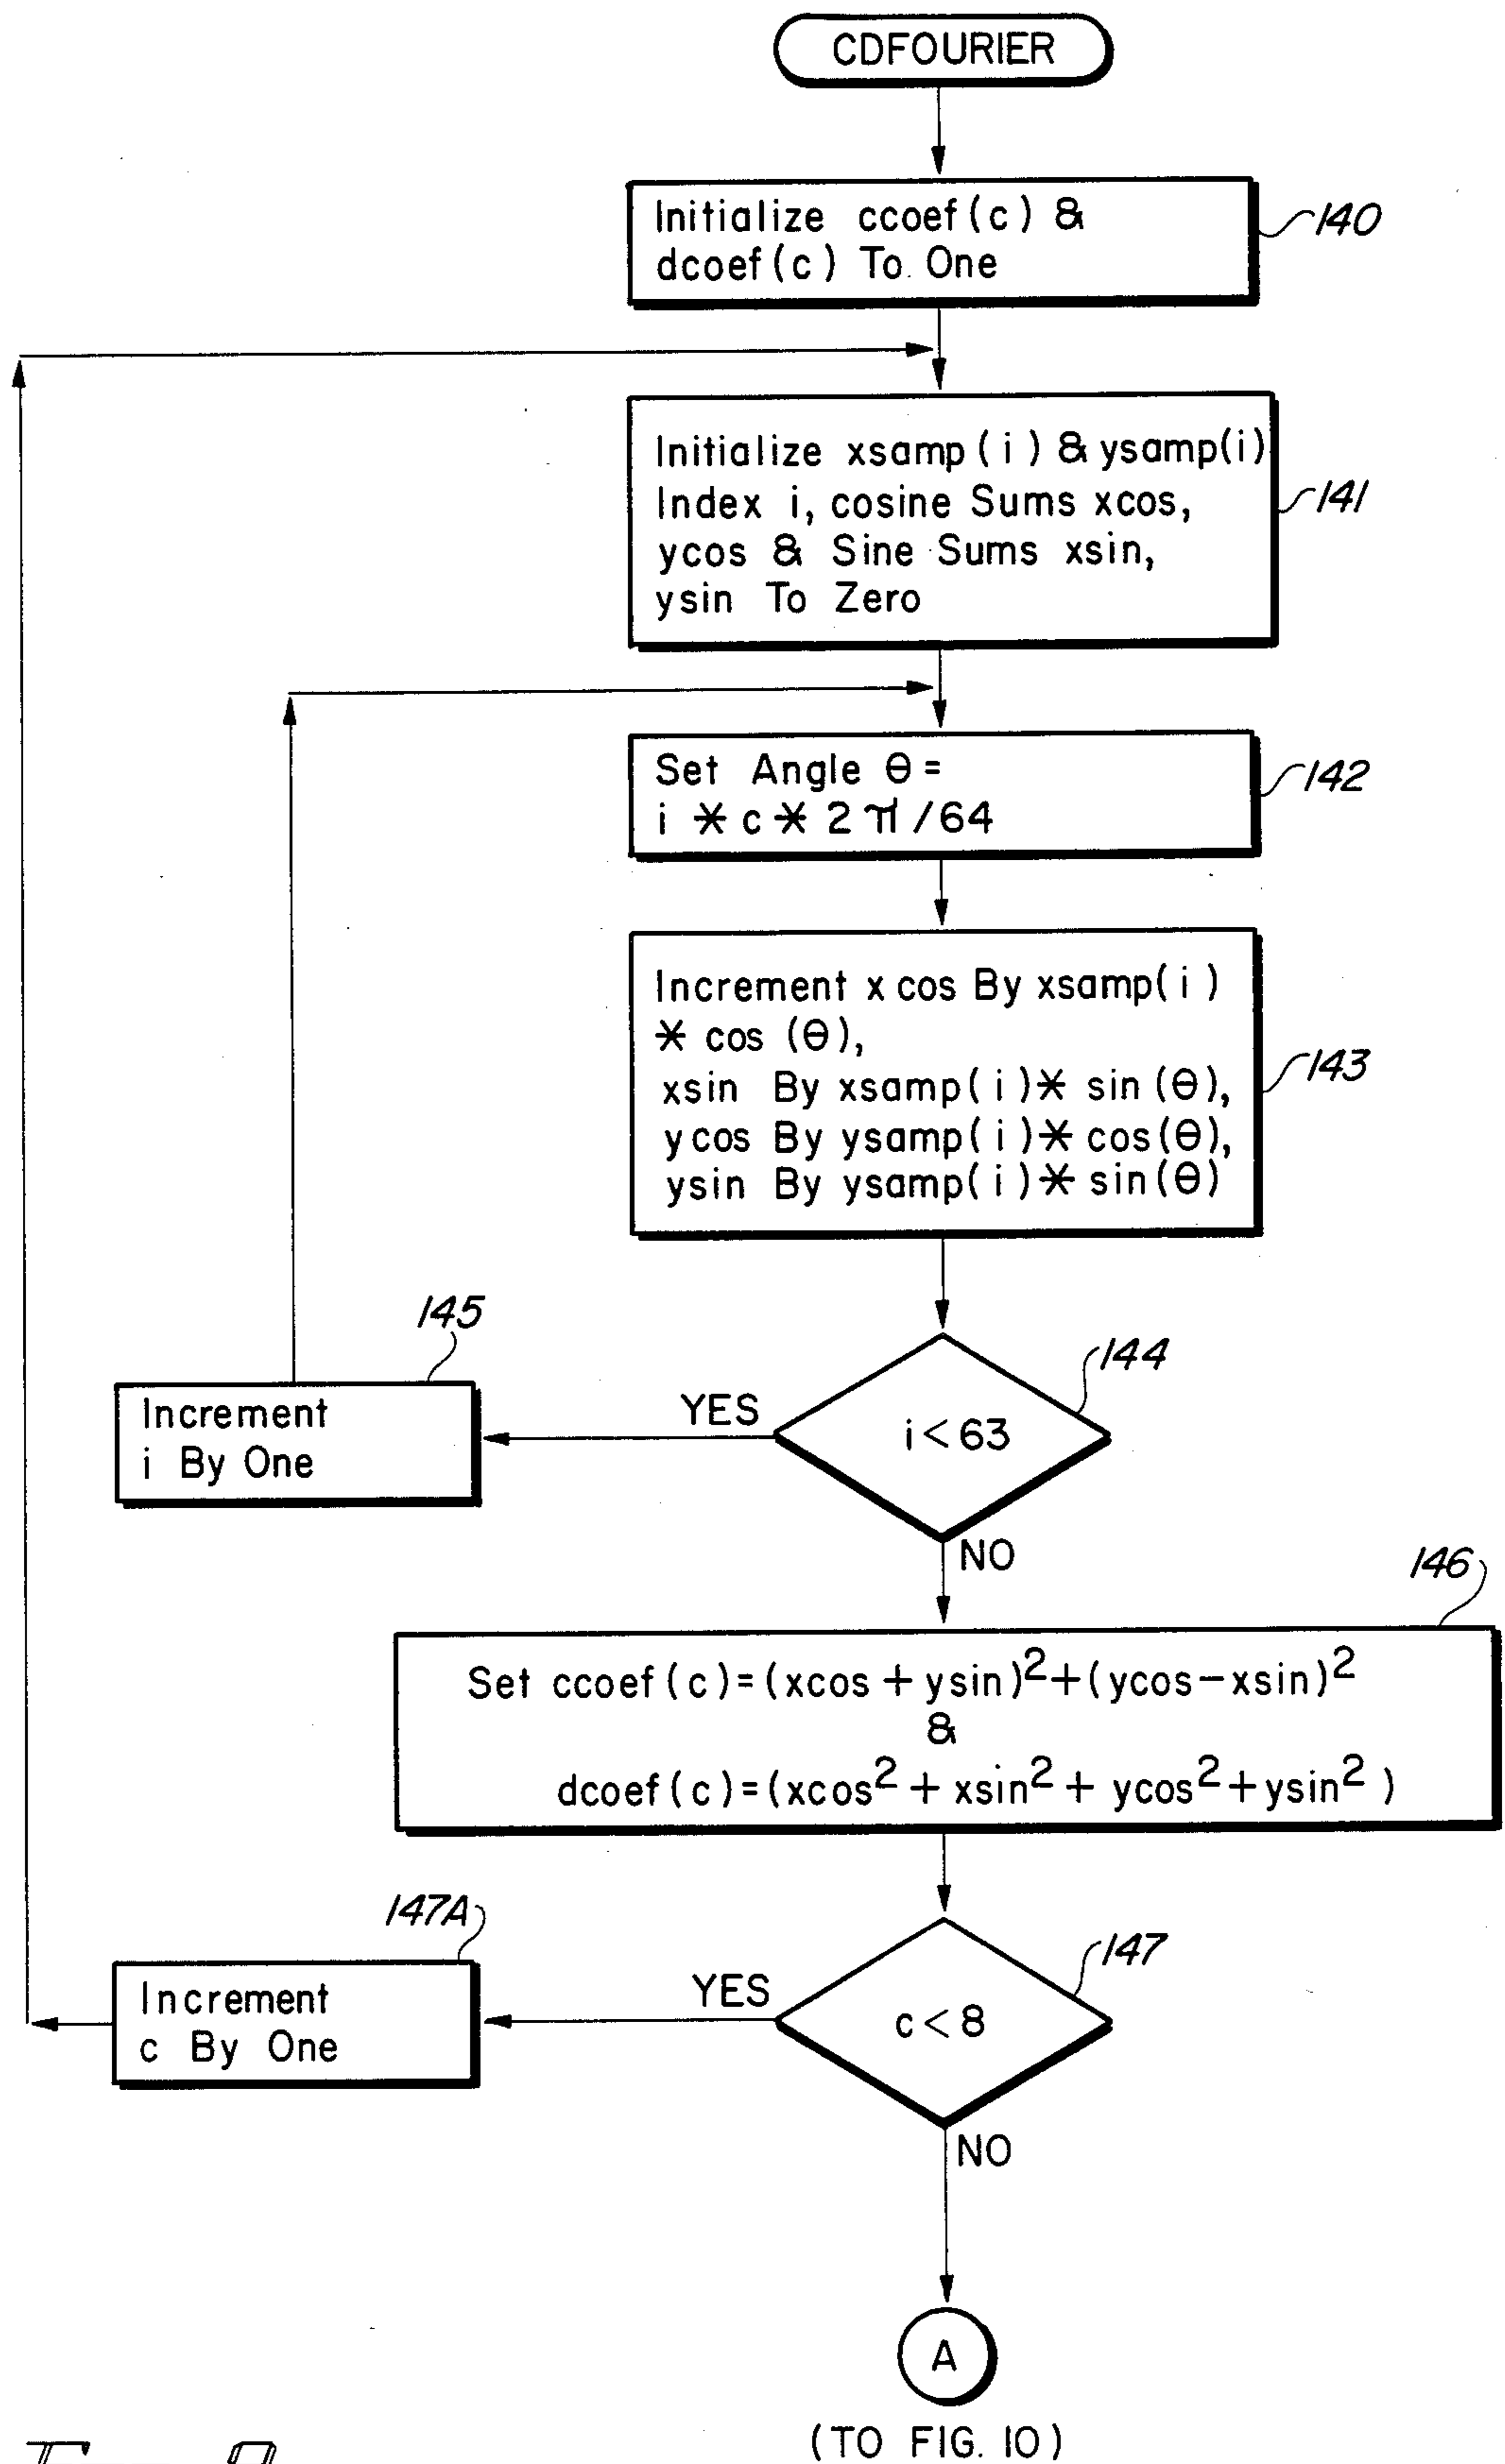 CDFOURIER
Initialize ccoef(c) &
dcoef(c) To One
140
Initialize xsamp(i) & ysamp(i)
Index i, cosine Sums xcos,
ycos & Sine Sums xsin,
ysin To Zero
141
Set Angle θ=
i * c * 2π/64
142
Increment xcos By xsamp(i)
* cos (θ),
xsin By xsamp(i) * sin(θ),
ycos By ysamp(i) * cos(θ),
ysin By ysamp(i) * sin(θ)
143
145
Increment
i By One
YES
i<63
144
NO
146
Set ccoef(c)=(xcos+ysin)²+(ycos-xsin)²
&
dcoef(c)=(xcos²+xsin²+ycos²+ysin²)
147A
Increment
c By One
YES
c<8
147
NO
A
(TO FIG. 10)